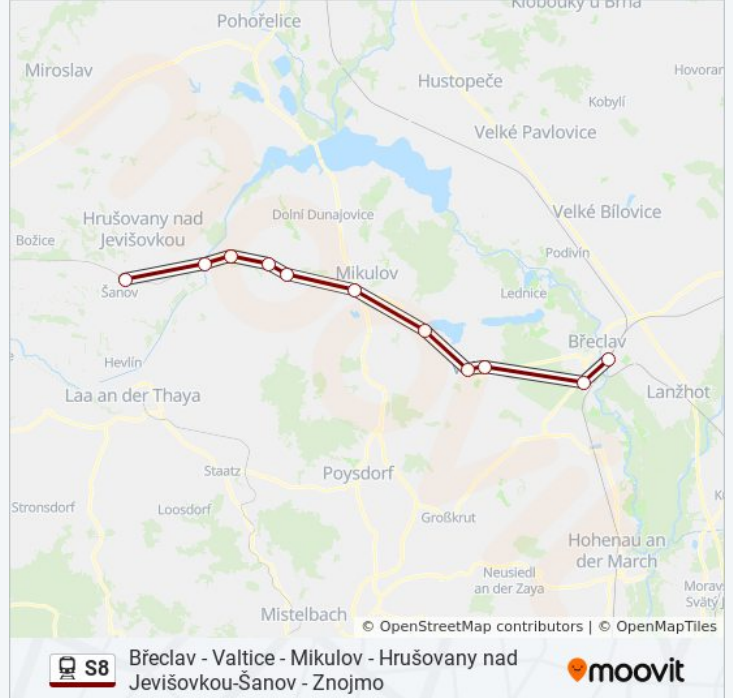 Klobouky u Brna
Pohořelice
Miroslav
Hovoran
Hustopeče
Kobylí
Velké Pavlovice
Hrušovany nad
Jevišovkou
Dolní Dunajovice
Velké Bílovice
Božice
Podivín
Mikulov
Šanov
Lednice
Břeclav
Hevlín
Laa an der Thaya
Lanžhot
Staatz
Poysdorf
Stronsdorf
Loosdorf
Großkrut
Hohenau an
der March
Neusiedl
an der Zaya
Morav
Svätý J
Mistelbach
© OpenStreetMap contributors | © OpenMapTiles
S8
Břeclav - Valtice - Mikulov - Hrušovany nad
Jevišovkou-Šanov - Znojmo
moovit